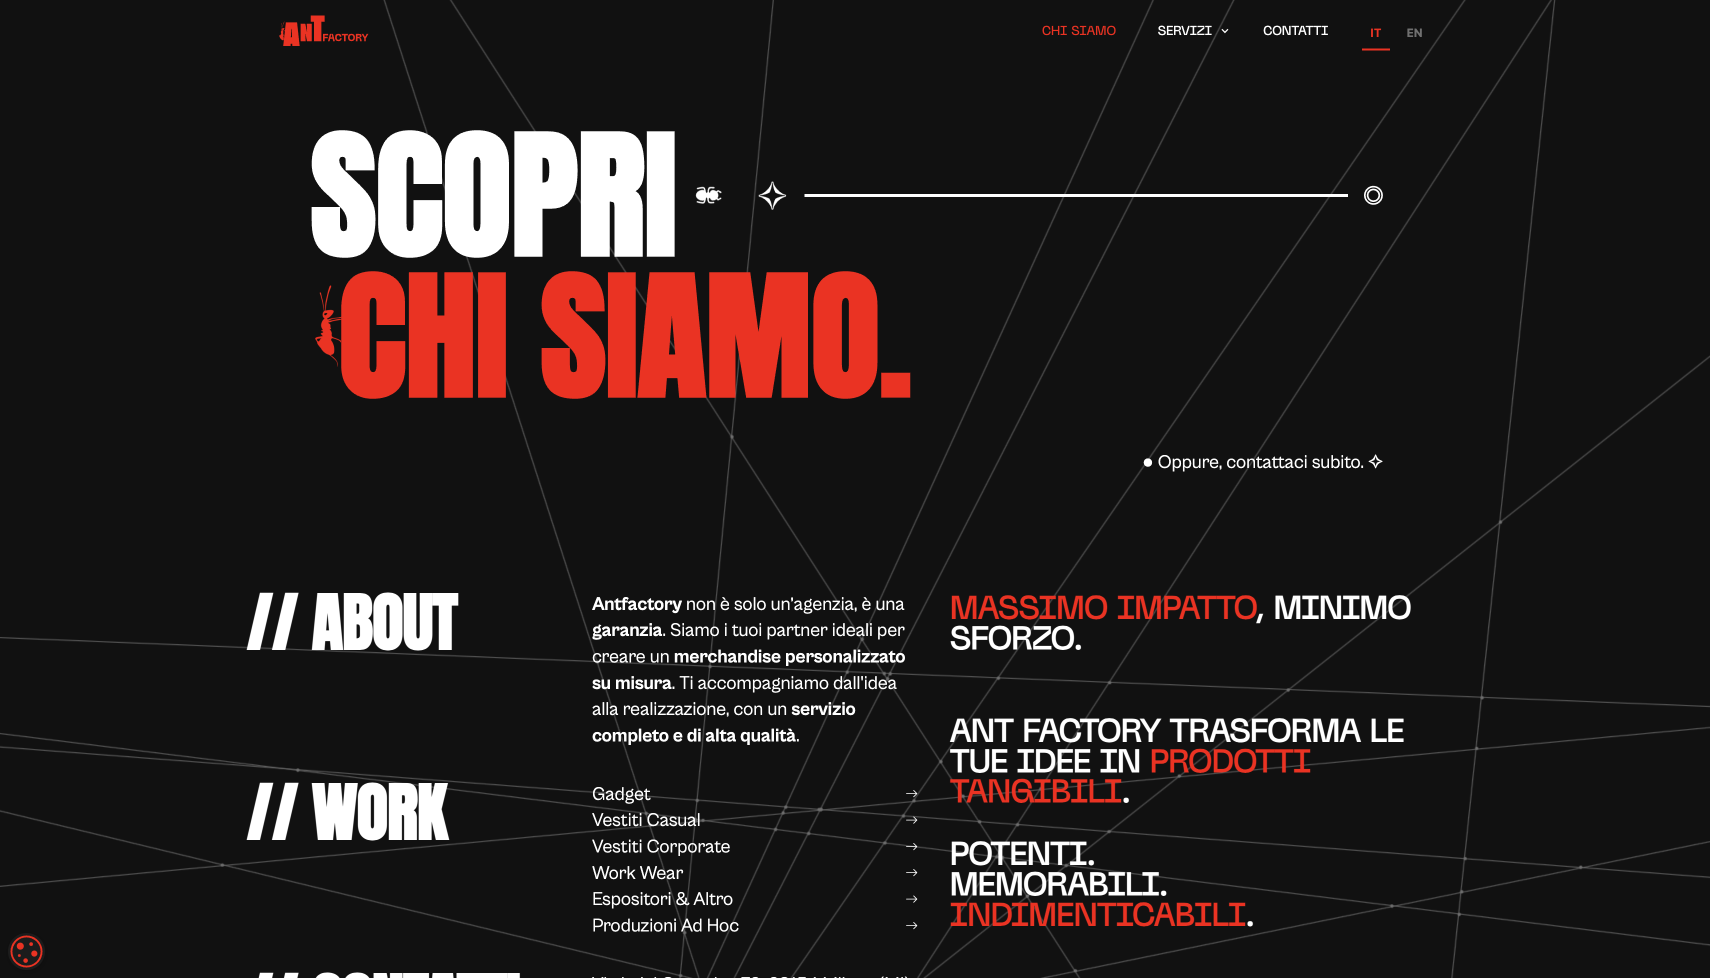 ANT FACTORY
CHI SIAMO
SERVIZI
CONTATTI
IT
EN
SCOPRI
CHI SIAMO.
Oppure, contattaci subito.
// ABOUT
Antfactory non è solo un'agenzia, è una
garanzia. Siamo i tuoi partner ideali per
creare un merchandise personalizzato
su misura. Ti accompagniamo dall'idea
alla realizzazione, con un servizio
completo e di alta qualità.
MASSIMO IMPATTO, MINIMO
SFORZO.
ANT FACTORY TRASFORMA LE
TUE IDEE IN PRODOTTI
TANGIBILI.
POTENTI.
MEMORABILI.
INDIMENTICABILI.
// WORK
Gadget →
Vestiti Casual →
Vestiti Corporate →
Work Wear →
Espositori & Altro →
Produzioni Ad Hoc →